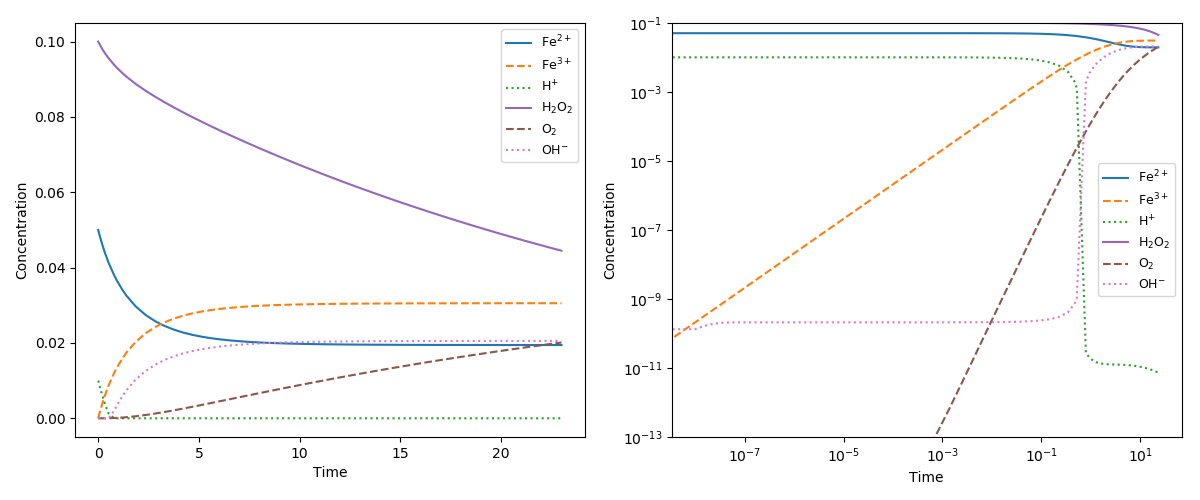 0.10
0.08
0.06
0.04
0.02
0.00
Concentration
0
5
10
15
20
Time
Fe²⁺
Fe³⁺
H⁺
H₂O₂
O₂
OH⁻
10⁻¹
10⁻³
10⁻⁵
10⁻⁷
10⁻⁹
10⁻¹¹
10⁻¹³
Concentration
10⁻⁷
10⁻⁵
10⁻³
10⁻¹
10¹
Time
Fe²⁺
Fe³⁺
H⁺
H₂O₂
O₂
OH⁻